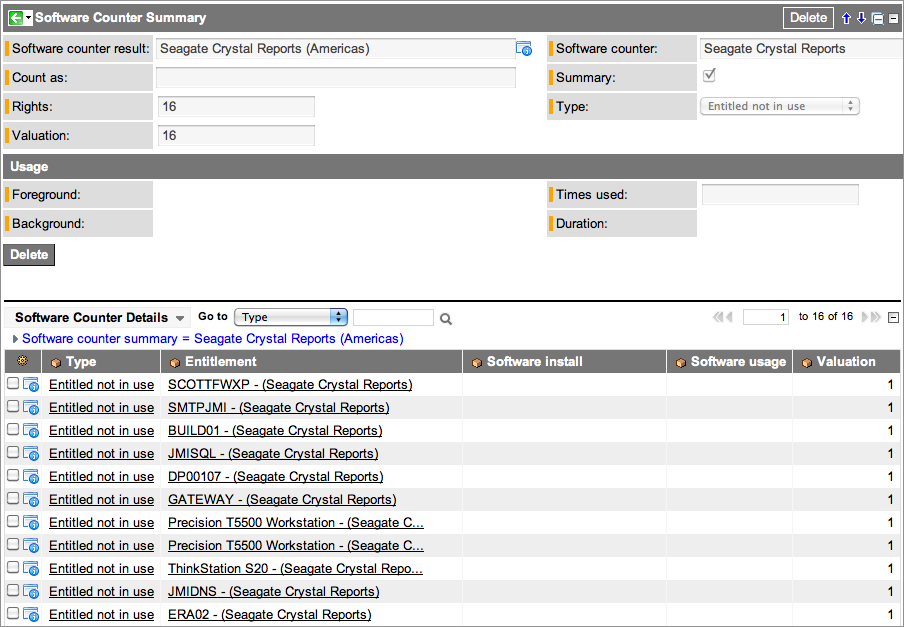 Software Counter Summary Delete
Software counter result: Seagate Crystal Reports (Americas) Software counter: Seagate Crystal Reports
Count as: Summary:
Rights: 16 Type: Entitled not in use
Valuation: 16
Usage
Foreground: Times used:
Background: Duration:
Delete
Software Counter Details Go to Type 1 to 16 of 16
Software counter summary = Seagate Crystal Reports (Americas)
Type Entitlement Software install Software usage Valuation
Entitled not in use SCOTTFWXP - (Seagate Crystal Reports) 1
Entitled not in use SMTPJMI - (Seagate Crystal Reports) 1
Entitled not in use BUILD01 - (Seagate Crystal Reports) 1
Entitled not in use JMISQL - (Seagate Crystal Reports) 1
Entitled not in use DP00107 - (Seagate Crystal Reports) 1
Entitled not in use GATEWAY - (Seagate Crystal Reports) 1
Entitled not in use Precision T5500 Workstation - (Seagate C... 1
Entitled not in use Precision T5500 Workstation - (Seagate C... 1
Entitled not in use ThinkStation S20 - (Seagate Crystal Repo... 1
Entitled not in use JMIDNS - (Seagate Crystal Reports) 1
Entitled not in use ERA02 - (Seagate Crystal Reports) 1